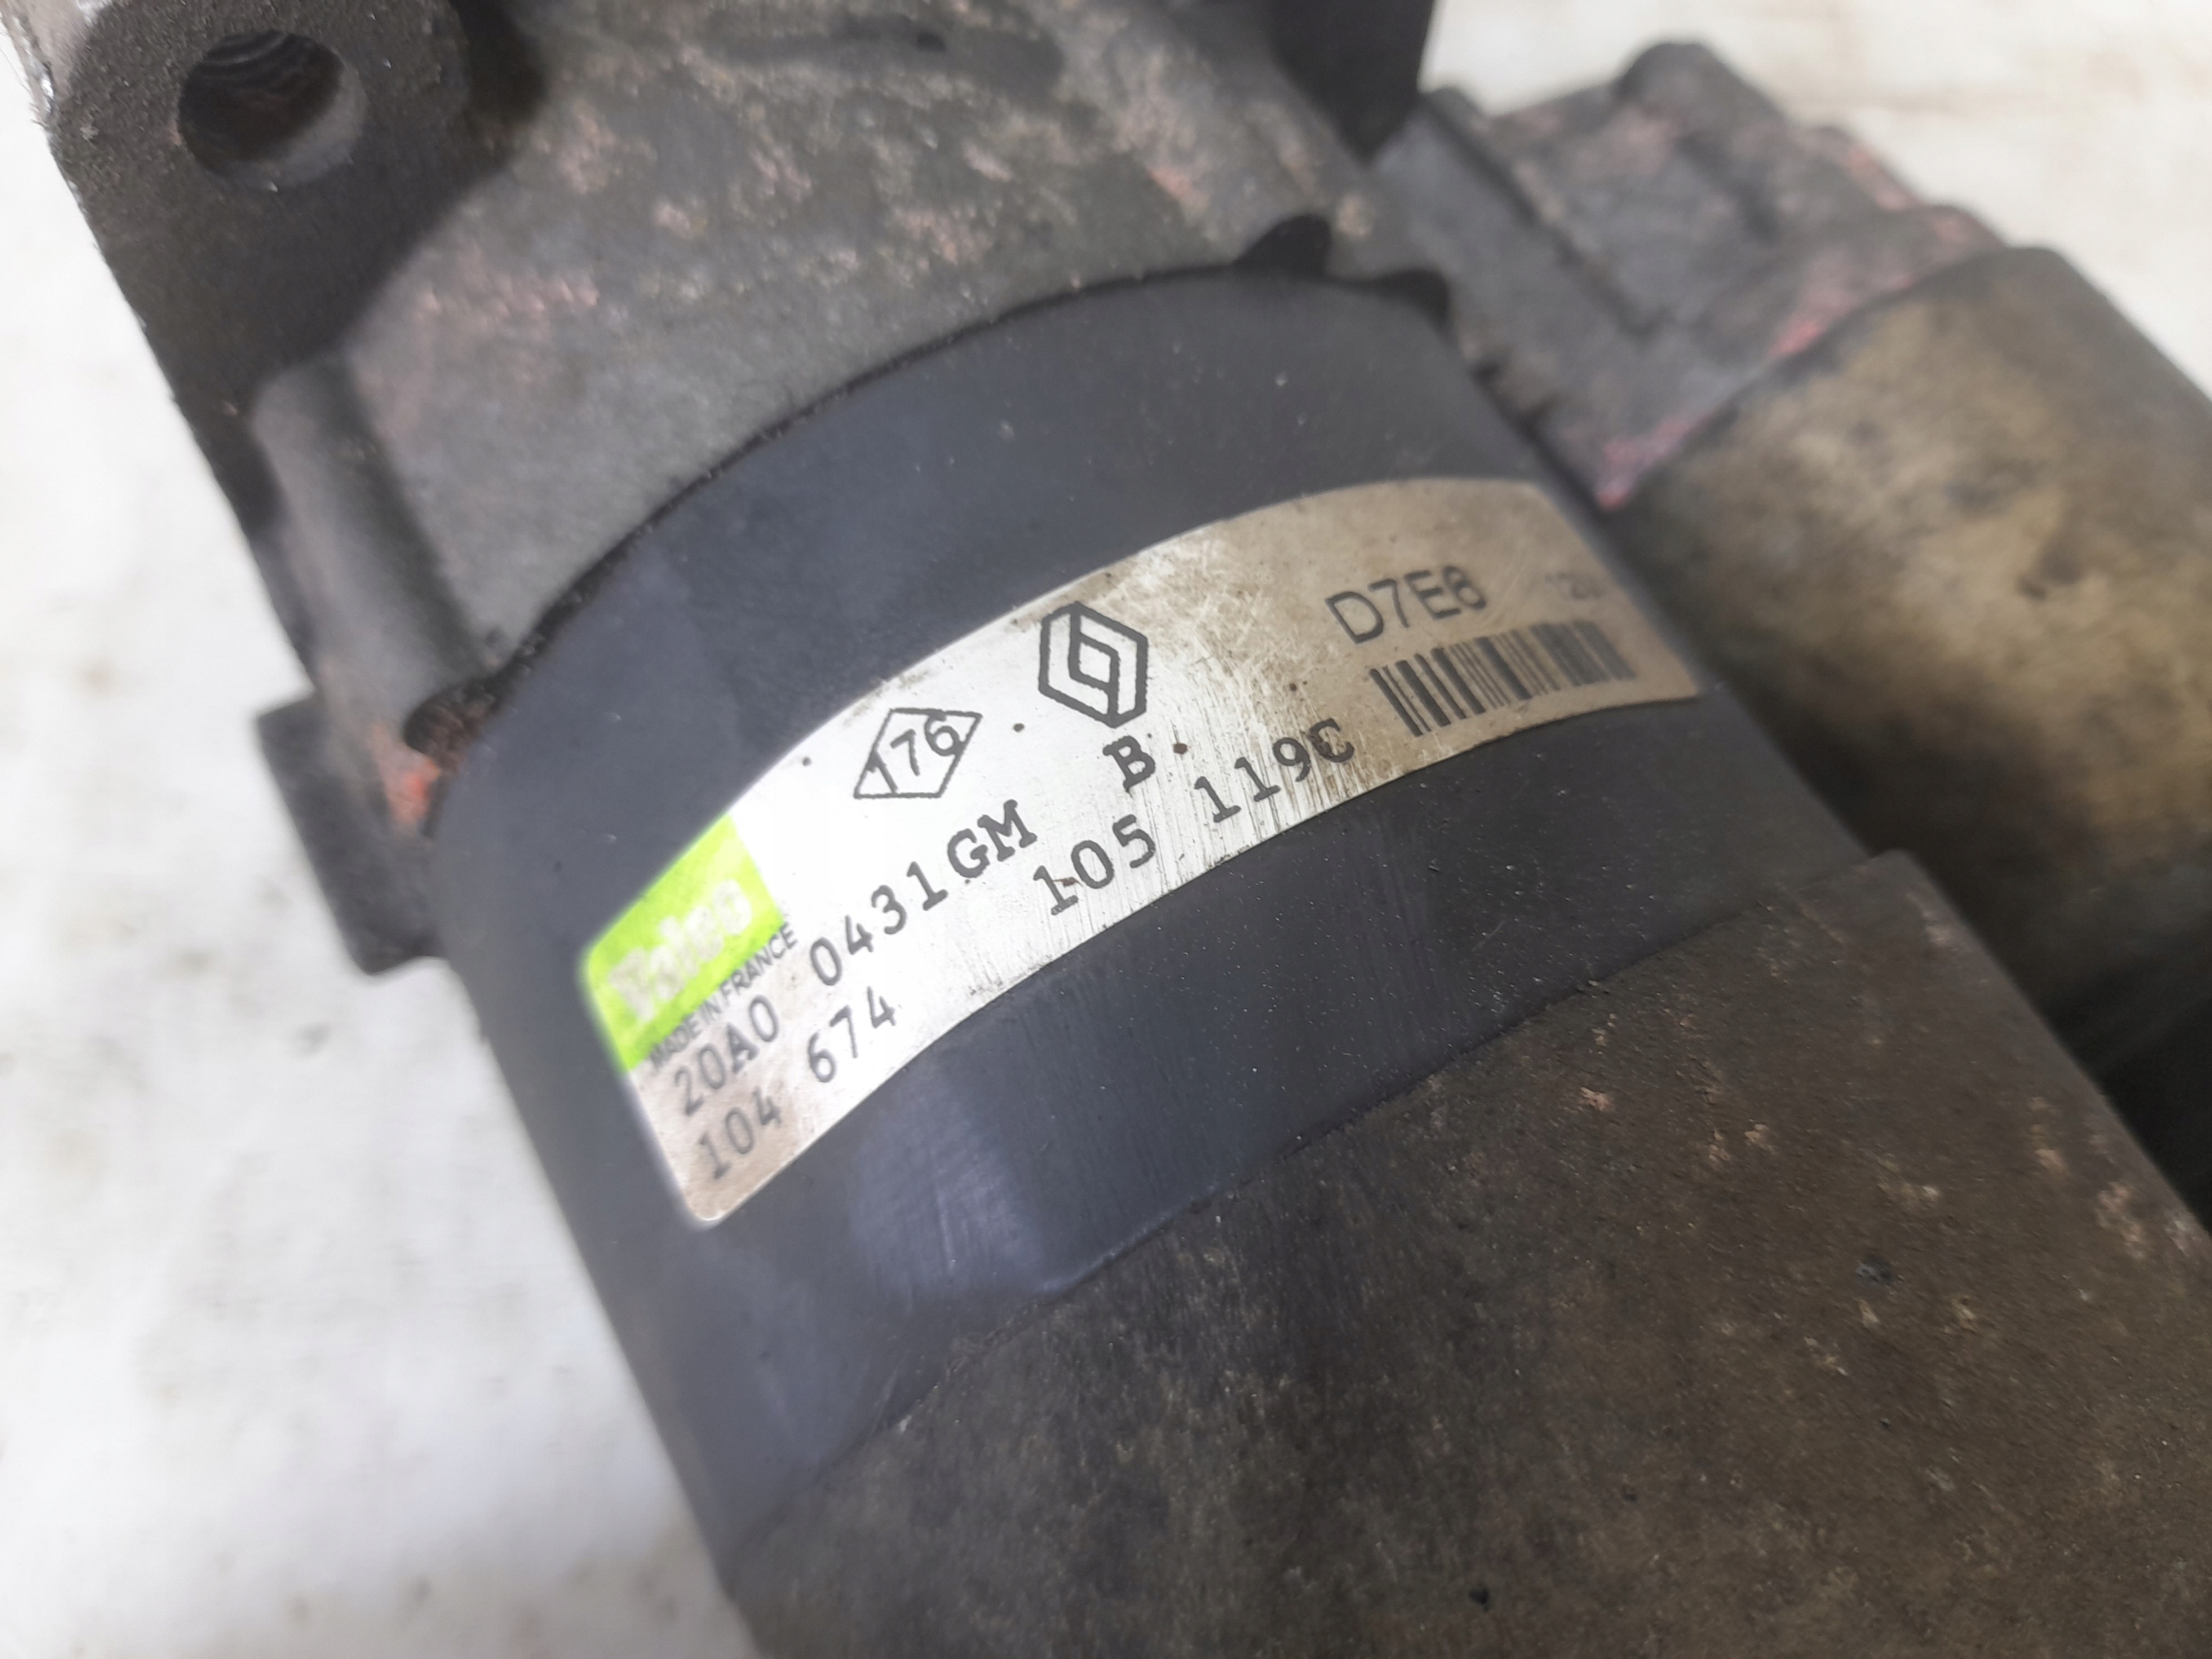 Valeo
MADE IN FRANCE
176
B
D7E6
20A0 0431GM
104 674
105 119C